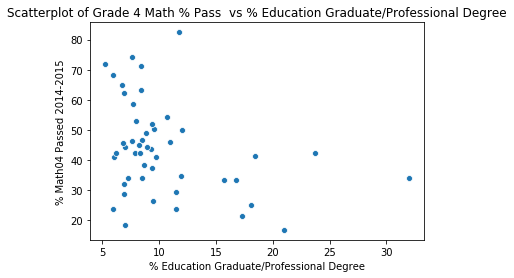 Scatterplot of Grade 4 Math % Pass vs % Education Graduate/Professional Degree
% Math04 Passed 2014-2015
80
70
60
50
40
30
20
5 10 15 20 25 30
% Education Graduate/Professional Degree